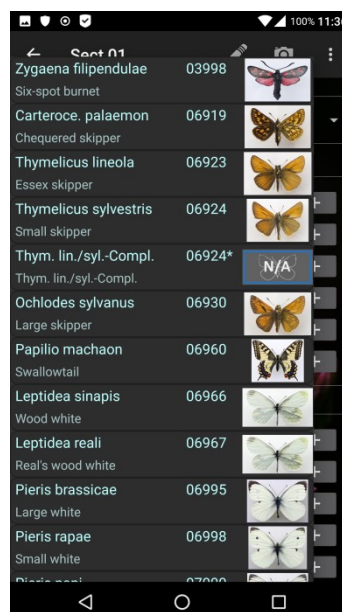 100% 11:36
Sect 01
Zygaena filipendulae 03998
Six-spot burnet
Carteroce. palaemon 06919
Chequered skipper
Thymelicus lineola 06923
Essex skipper
Thymelicus sylvestris 06924
Small skipper
Thym. lin./syl.-Compl. 06924*
N/A
Thym. lin./syl.-Compl.
Ochlodes sylvanus 06930
Large skipper
Papilio machaon 06960
Swallowtail
Leptidea sinapis 06966
Wood white
Leptidea reali 06967
Real's wood white
Pieris brassicae 06995
Large white
Pieris rapae 06998
Small white